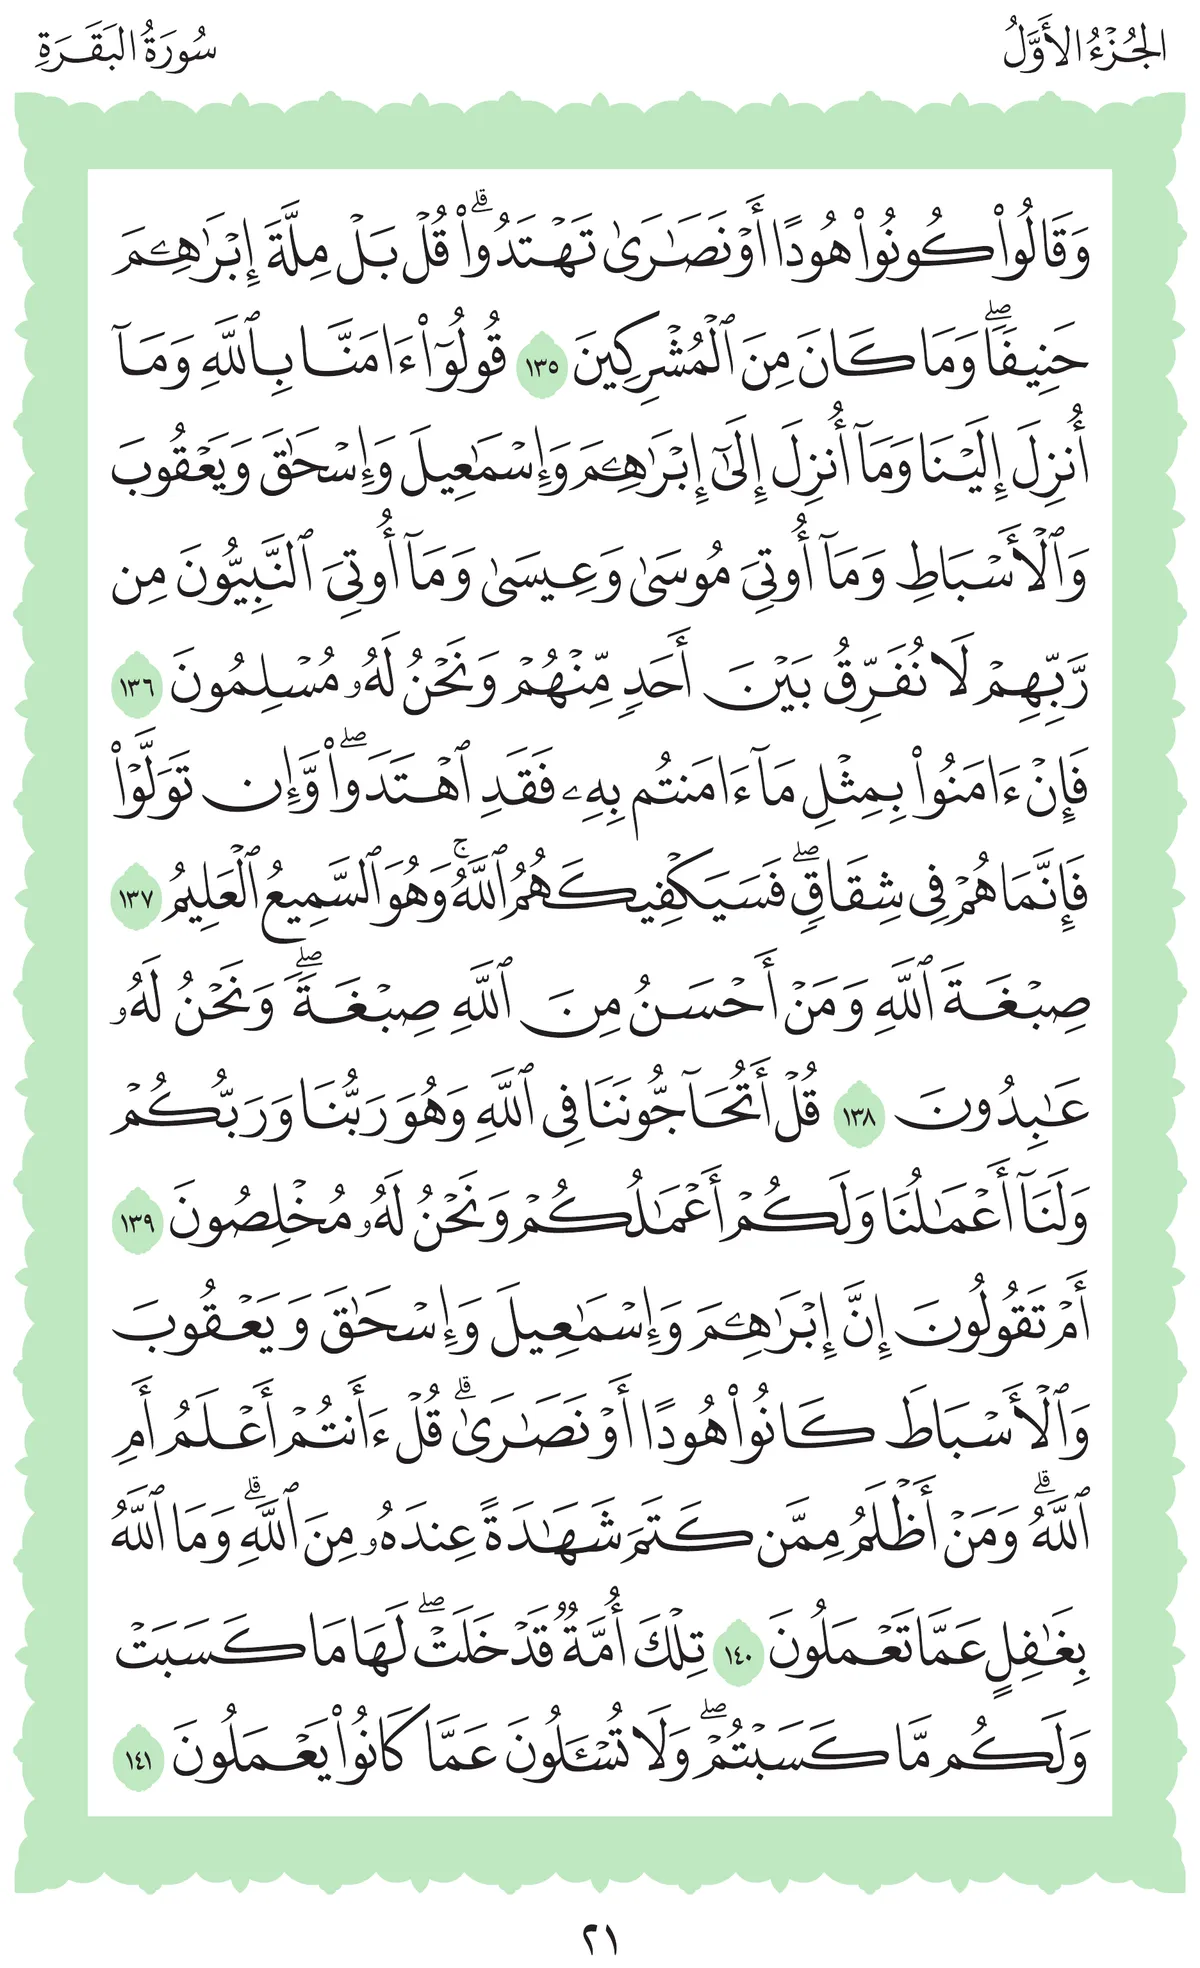 الجُزْءُ الأَوَّلُ
سُورَةُ البَقَرَةِ
وَقَالُوا۟ كُونُوا۟ هُودًا أَوْ نَصَـٰرَىٰ تَهْتَدُوا۟ ۗ قُلْ بَلْ مِلَّةَ إِبْرَٰهِـۧمَ
حَنِيفًا ۖ وَمَا كَانَ مِنَ ٱلْمُشْرِكِينَ ١٣٥ قُولُوٓا۟ ءَامَنَّا بِٱللَّهِ وَمَآ
أُنزِلَ إِلَيْنَا وَمَآ أُنزِلَ إِلَىٰٓ إِبْرَٰهِـۧمَ وَإِسْمَـٰعِيلَ وَإِسْحَـٰقَ وَيَعْقُوبَ
وَٱلْأَسْبَاطِ وَمَآ أُوتِىَ مُوسَىٰ وَعِيسَىٰ وَمَآ أُوتِىَ ٱلنَّبِيُّونَ مِن
رَّبِّهِمْ لَا نُفَرِّقُ بَيْنَ أَحَدٍ مِّنْهُمْ وَنَحْنُ لَهُۥ مُسْلِمُونَ ١٣٦
فَإِنْ ءَامَنُوا۟ بِمِثْلِ مَآ ءَامَنتُم بِهِۦ فَقَدِ ٱهْتَدَوا۟ ۖ وَّإِن تَوَلَّوْا۟
فَإِنَّمَا هُمْ فِى شِقَاقٍ ۖ فَسَيَكْفِيكَهُمُ ٱللَّهُ ۚ وَهُوَ ٱلسَّمِيعُ ٱلْعَلِيمُ ١٣٧
صِبْغَةَ ٱللَّهِ وَمَنْ أَحْسَنُ مِنَ ٱللَّهِ صِبْغَةً ۖ وَنَحْنُ لَهُۥ
عَـٰبِدُونَ ١٣٨ قُلْ أَتُحَآجُّونَنَا فِى ٱللَّهِ وَهُوَ رَبُّنَا وَرَبُّكُمْ
وَلَنَآ أَعْمَـٰلُنَا وَلَكُمْ أَعْمَـٰلُكُمْ وَنَحْنُ لَهُۥ مُخْلِصُونَ ١٣٩
أَمْ تَقُولُونَ إِنَّ إِبْرَٰهِـۧمَ وَإِسْمَـٰعِيلَ وَإِسْحَـٰقَ وَيَعْقُوبَ
وَٱلْأَسْبَاطَ كَانُوا۟ هُودًا أَوْ نَصَـٰرَىٰ ۗ قُلْ ءَأَنتُمْ أَعْلَمُ أَمِ
ٱللَّهُ ۗ وَمَنْ أَظْلَمُ مِمَّن كَتَمَ شَهَـٰدَةً عِندَهُۥ مِنَ ٱللَّهِ ۗ وَمَا ٱللَّهُ
بِغَـٰفِلٍ عَمَّا تَعْمَلُونَ ١٤٠ تِلْكَ أُمَّةٌ قَدْ خَلَتْ ۖ لَهَا مَا كَسَبَتْ
وَلَكُم مَّا كَسَبْتُمْ ۖ وَلَا تُسْـَٔلُونَ عَمَّا كَانُوا۟ يَعْمَلُونَ ١٤١
٢١